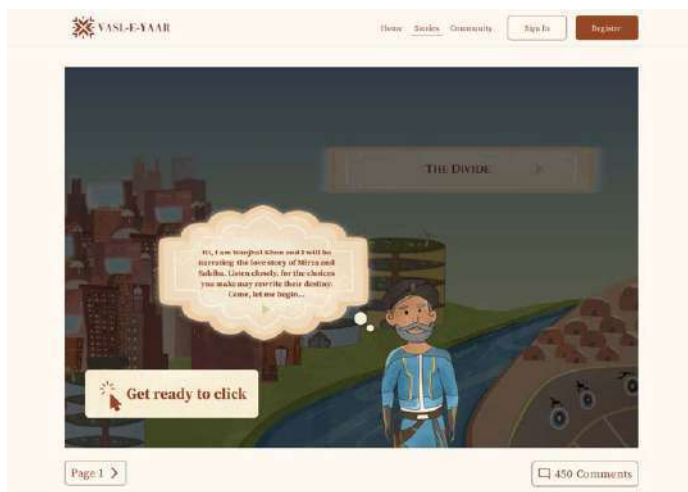 VASL-E-YAAR
Home Stories Community Sign In Register
THE DIVIDE
Hi, I am Manjhul Khan and I will be
narrating the love story of Mirza and
Sahiba. Listen closely, for the choices
you make may rewrite their destiny.
Come, let me begin...
Get ready to click
Page 1
450 Comments